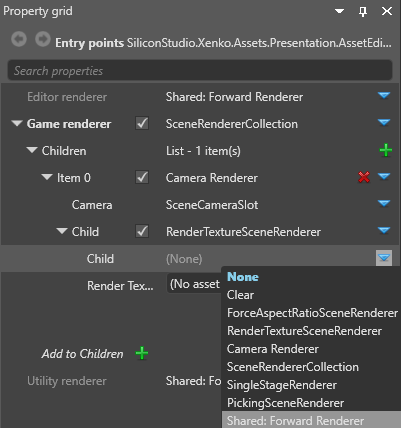 Property grid
Entry points SiliconStudio.Xenko.Assets.Presentation.AssetEdi...
Search properties
Editor renderer Shared: Forward Renderer
Game renderer SceneRendererCollection
Children List - 1 item(s)
Item 0 Camera Renderer
Camera SceneCameraSlot
Child RenderTextureSceneRenderer
Child (None)
Render Tex... (No asset
None
Clear
ForceAspectRatioSceneRenderer
RenderTextureSceneRenderer
Camera Renderer
SceneRendererCollection
SingleStageRenderer
PickingSceneRenderer
Shared: Forward Renderer
Add to Children
Utility renderer Shared: Fo